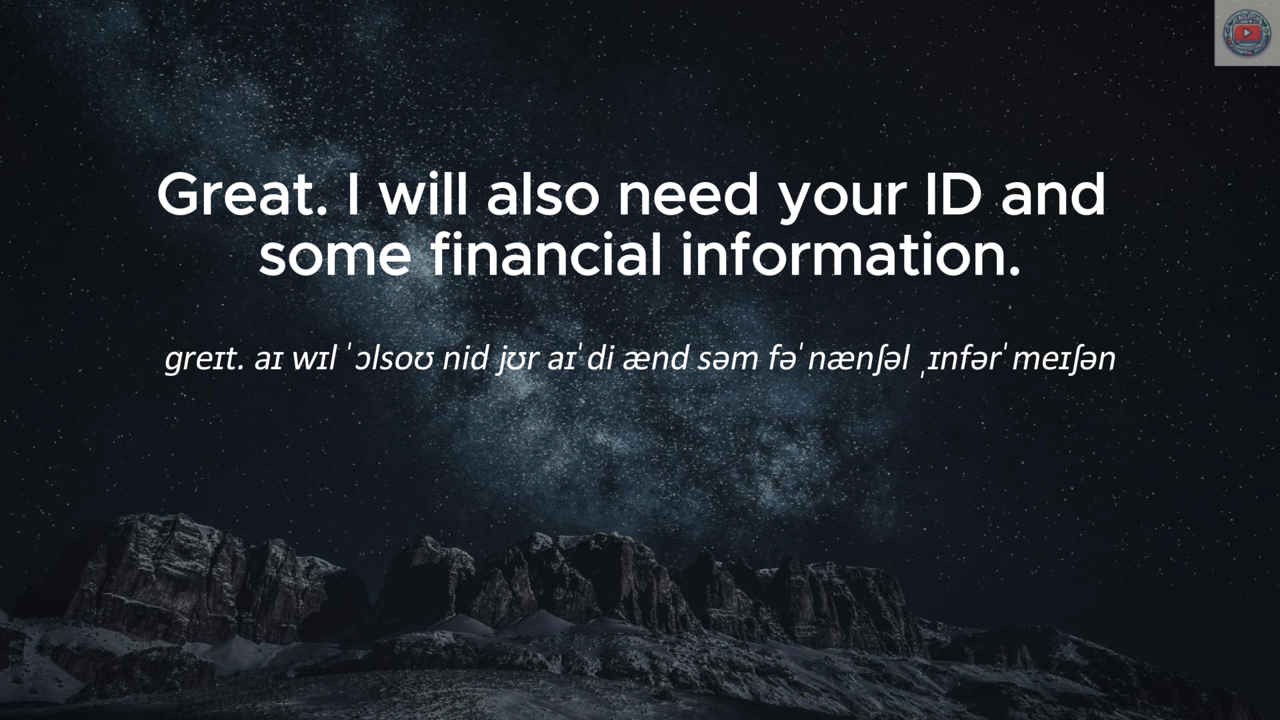 Great. I will also need your ID and
some financial information.
greɪt. aɪ wɪl ˈɔlsoʊ nid jʊr aɪˈdi ænd səm fəˈnænʃəl ˌɪnfərˈmeɪʃən